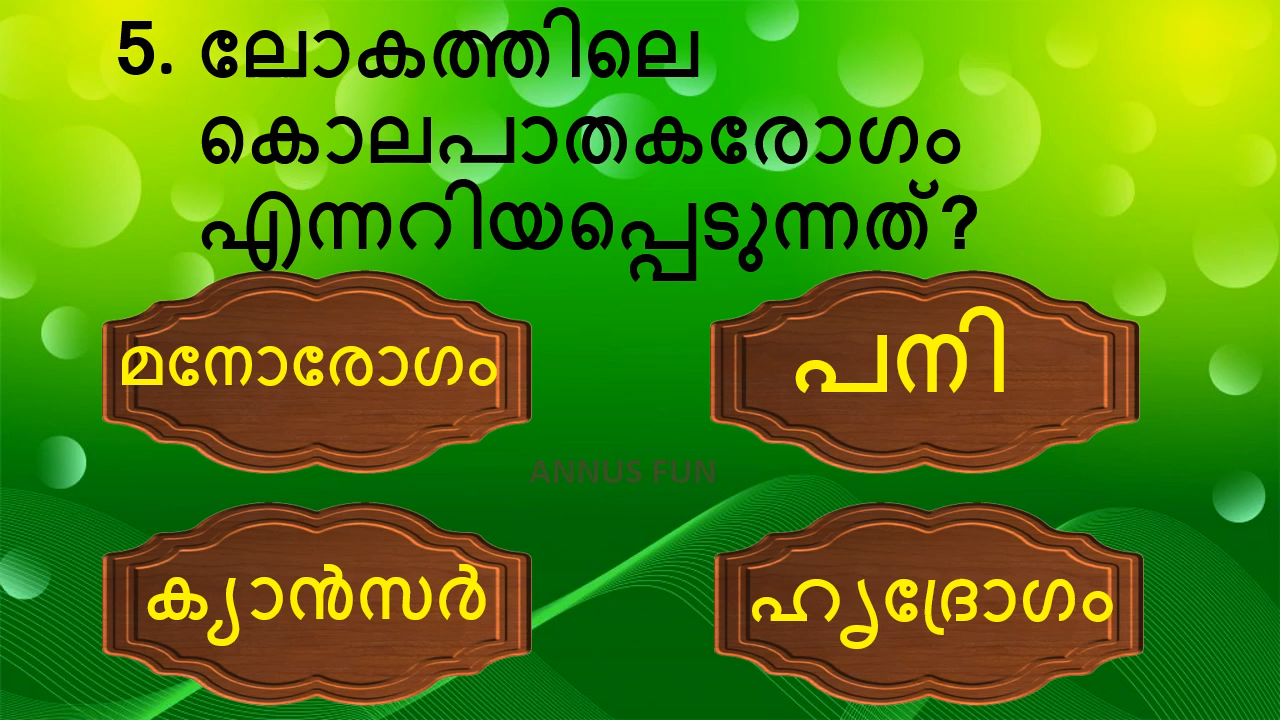 5. ലോകത്തിലെ
കൊലപാതകരോഗം
എന്നറിയപ്പെടുന്നത്?
മനോരോഗം
പനി
ANNUS FUN
ക്യാൻസർ
ഹൃദ്രോഗം